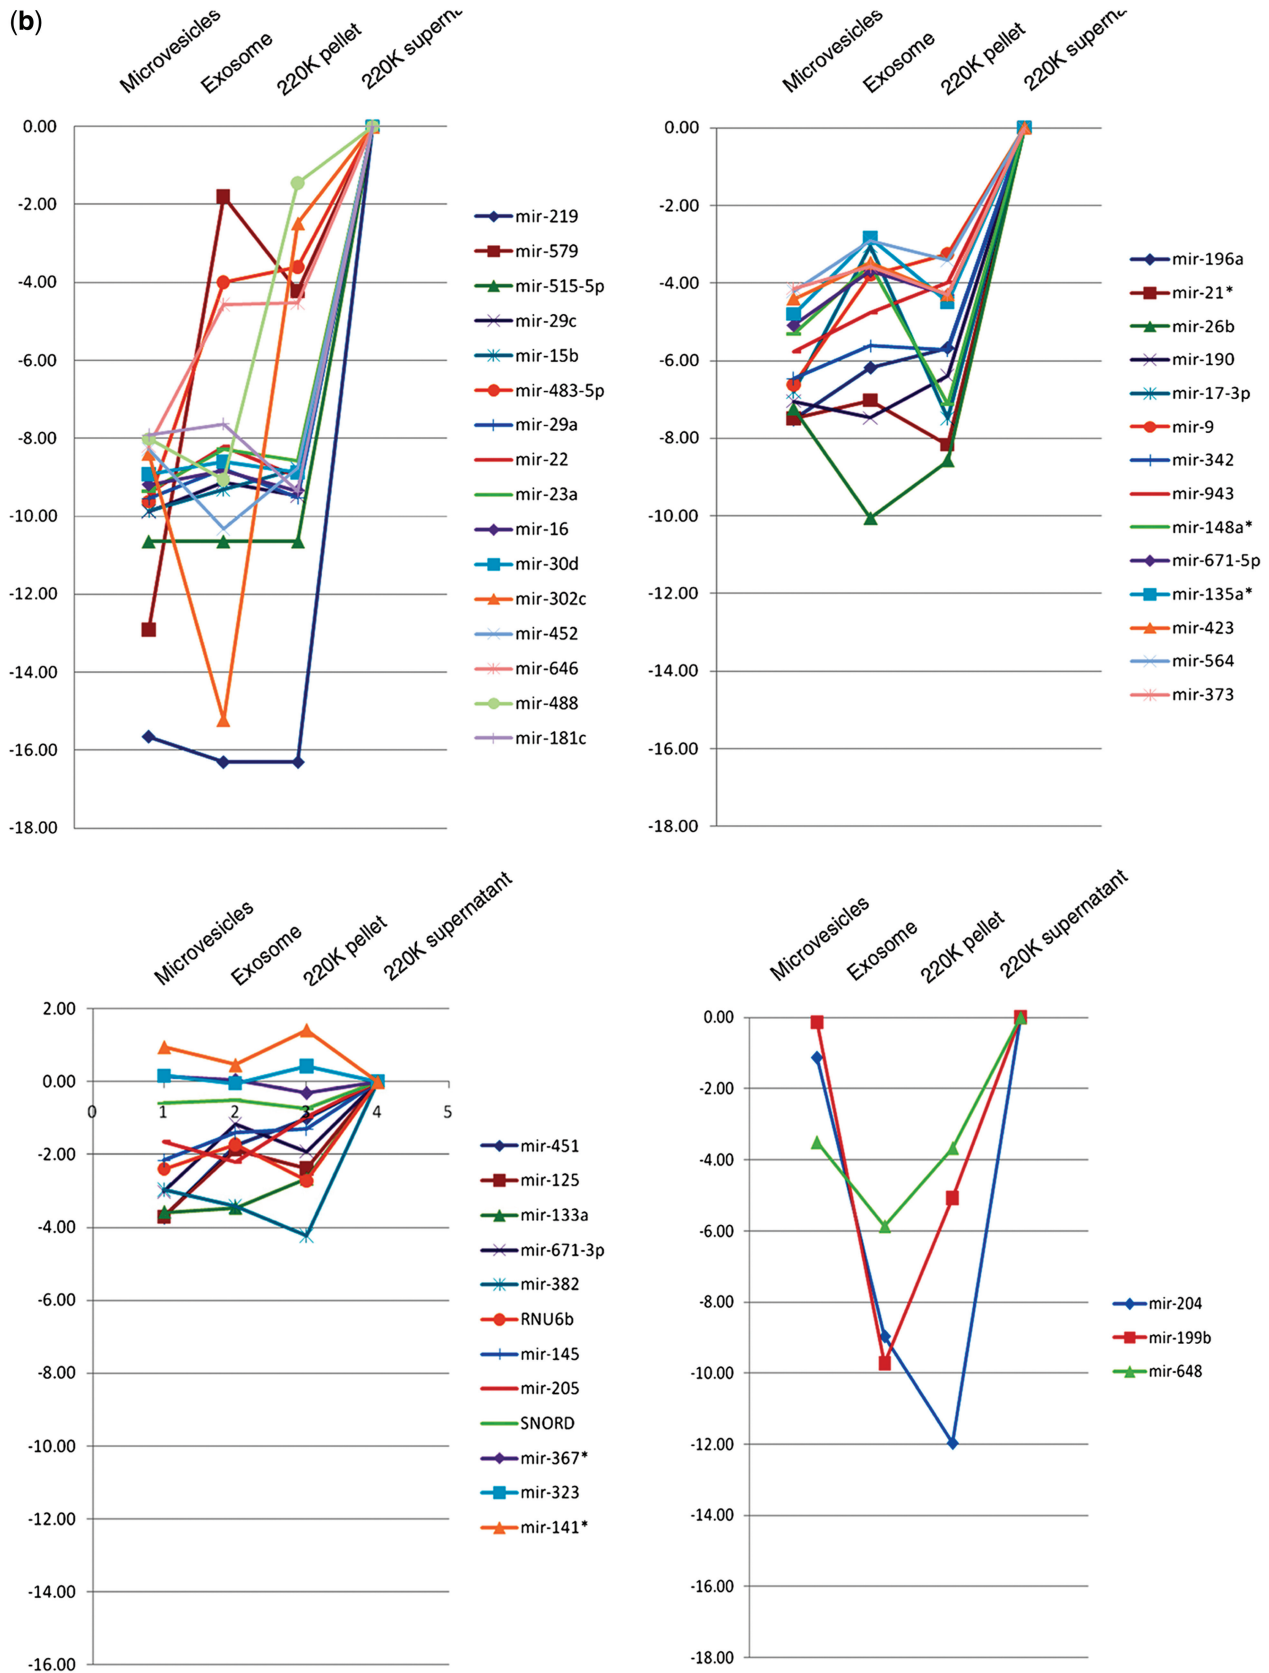 (b)
Microvesicles
Exosome
220K pellet
220K superna
0.00
-2.00
-4.00
-6.00
-8.00
-10.00
-12.00
-14.00
-16.00
-18.00
mir-219
mir-579
mir-515-5p
mir-29c
mir-15b
mir-483-5p
mir-29a
mir-22
mir-23a
mir-16
mir-30d
mir-302c
mir-452
mir-646
mir-488
mir-181c
Microvesicles
Exosome
220K pellet
220K superna
0.00
-2.00
-4.00
-6.00
-8.00
-10.00
-12.00
-14.00
-16.00
-18.00
mir-196a
mir-21*
mir-26b
mir-190
mir-17-3p
mir-9
mir-342
mir-943
mir-148a*
mir-671-5p
mir-135a*
mir-423
mir-564
mir-373
Microvesicles
Exosome
220K pellet
220K supernatant
2.00
0.00
-2.00
-4.00
-6.00
-8.00
-10.00
-12.00
-14.00
-16.00
0 1 2 3 4 5
mir-451
mir-125
mir-133a
mir-671-3p
mir-382
RNU6b
mir-145
mir-205
SNORD
mir-367*
mir-323
mir-141*
Microvesicles
Exosome
220K pellet
220K supernatant
0.00
-2.00
-4.00
-6.00
-8.00
-10.00
-12.00
-14.00
-16.00
-18.00
mir-204
mir-199b
mir-648